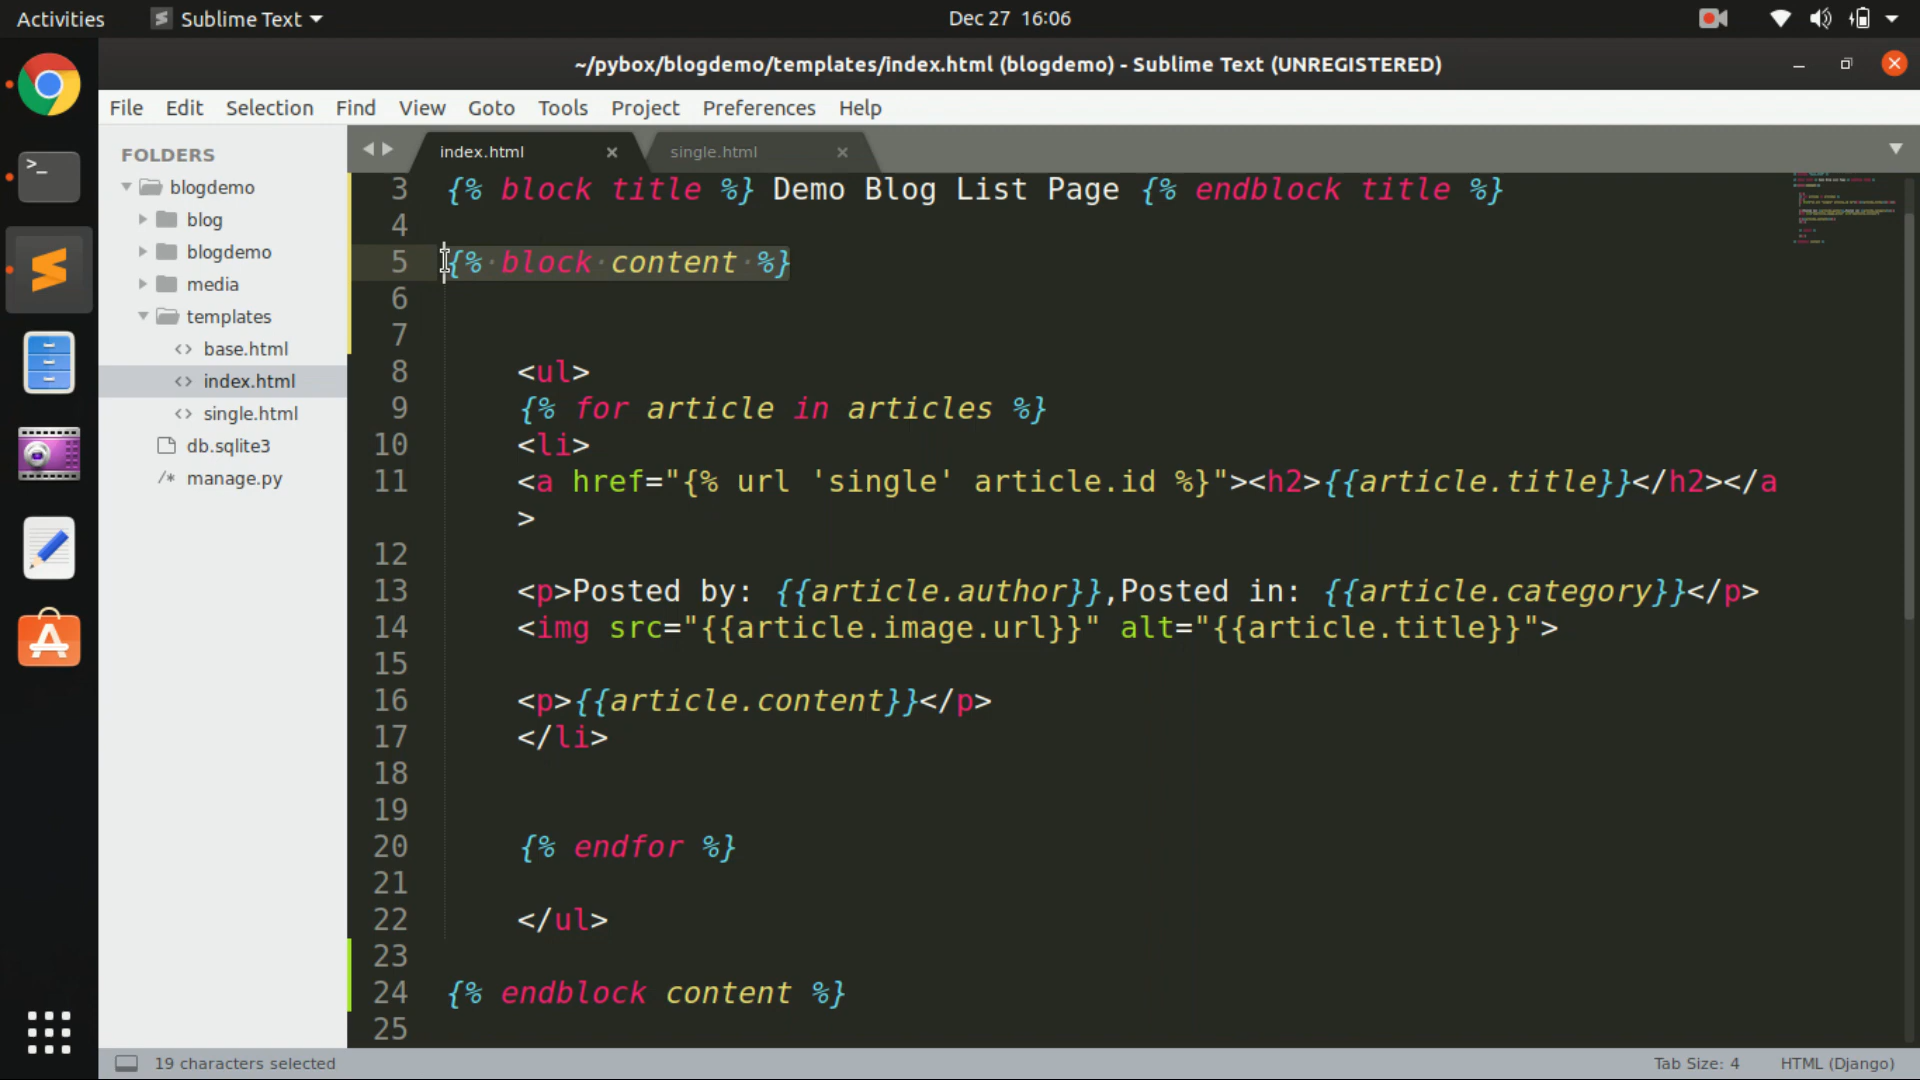 Activities Sublime Text Dec 27 16:06
~/pybox/blogdemo/templates/index.html (blogdemo) - Sublime Text (UNREGISTERED)
File Edit Selection Find View Goto Tools Project Preferences Help
FOLDERS
blogdemo
blog
blogdemo
media
templates
<> base.html
<> index.html
<> single.html
db.sqlite3
/* manage.py
index.html single.html
3 {% block title %} Demo Blog List Page {% endblock title %}
4
5 {% block content %}
6
7
8 <ul>
9 {% for article in articles %}
10 <li>
11 <a href="{% url 'single' article.id %}"><h2>{{article.title}}</h2></a
>
12
13 <p>Posted by: {{article.author}},Posted in: {{article.category}}</p>
14 <img src="{{article.image.url}}" alt="{{article.title}}">
15
16 <p>{{article.content}}</p>
17 </li>
18
19
20 {% endfor %}
21
22 </ul>
23
24 {% endblock content %}
25
19 characters selected Tab Size: 4 HTML (Django)